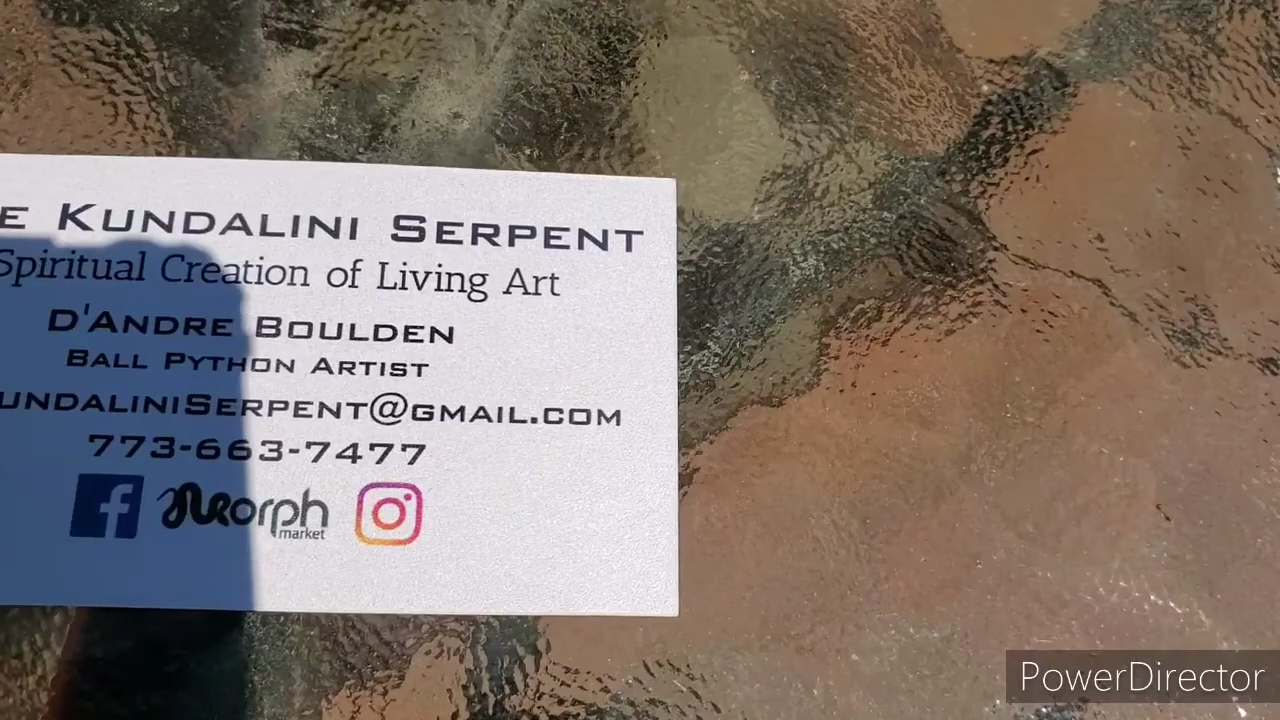 E KUNDALINI SERPENT
Spiritual Creation of Living Art
D'ANDRE BOULDEN
BALL PYTHON ARTIST
UNDALINISERPENT@GMAIL.COM
773-663-7477
f Morph
market
PowerDirector